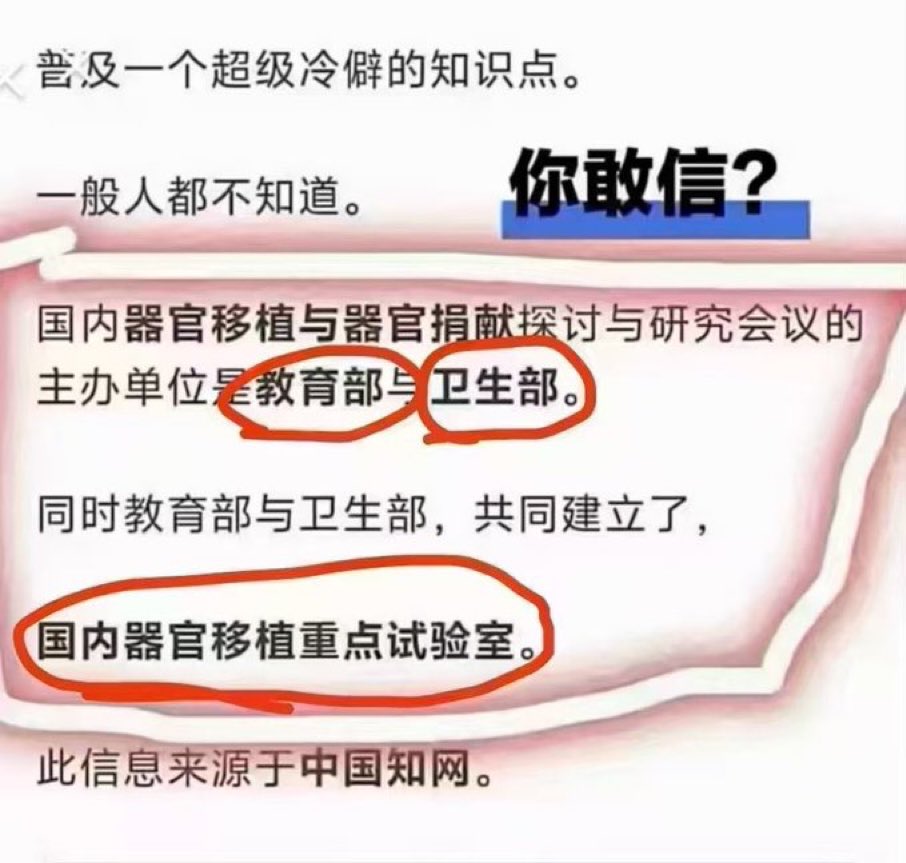 普及一个超级冷僻的知识点。
一般人都不知道。
你敢信?
国内器官移植与器官捐献探讨与研究会议的
主办单位是教育部与卫生部。
同时教育部与卫生部，共同建立了，
国内器官移植重点试验室。
此信息来源于中国知网。